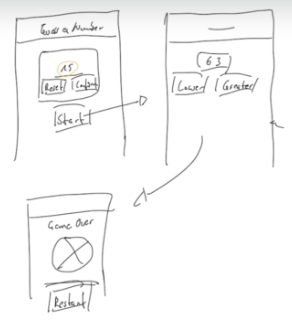 Guess a Number
15
Reset Confirm
Start
63
Lower Greater
Game Over
Restart